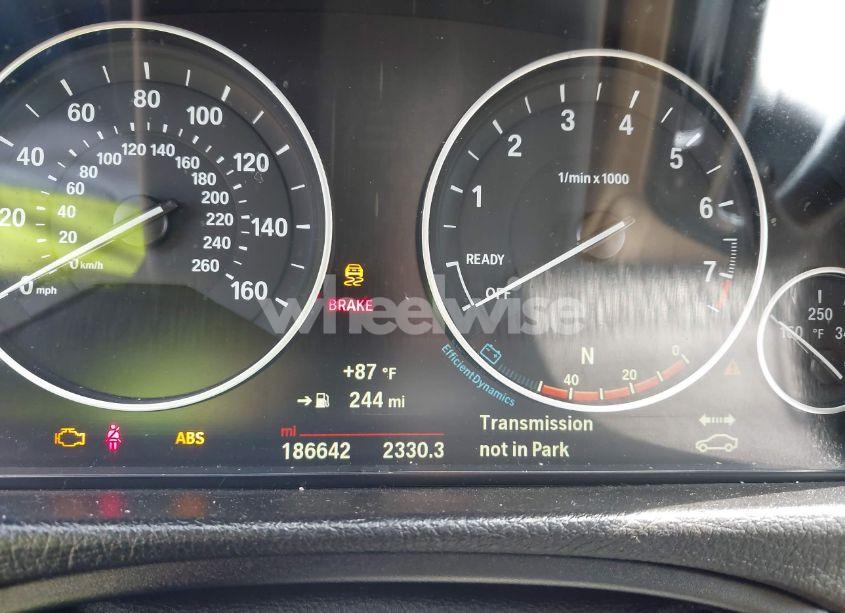 0 20 40 60 80 100 120 140 160
mph
0 20 40 60 80 100 120 140 160 180 200 220 240 260
km/h
BRAKE
1 2 3 4 5 6 7
1/min x 1000
READY
OFF
EfficientDynamics
N
40 20 0
250
150 °F 34
wheelwise
+87 °F
244 mi
ABS
mi
186642 2330.3
Transmission
not in Park